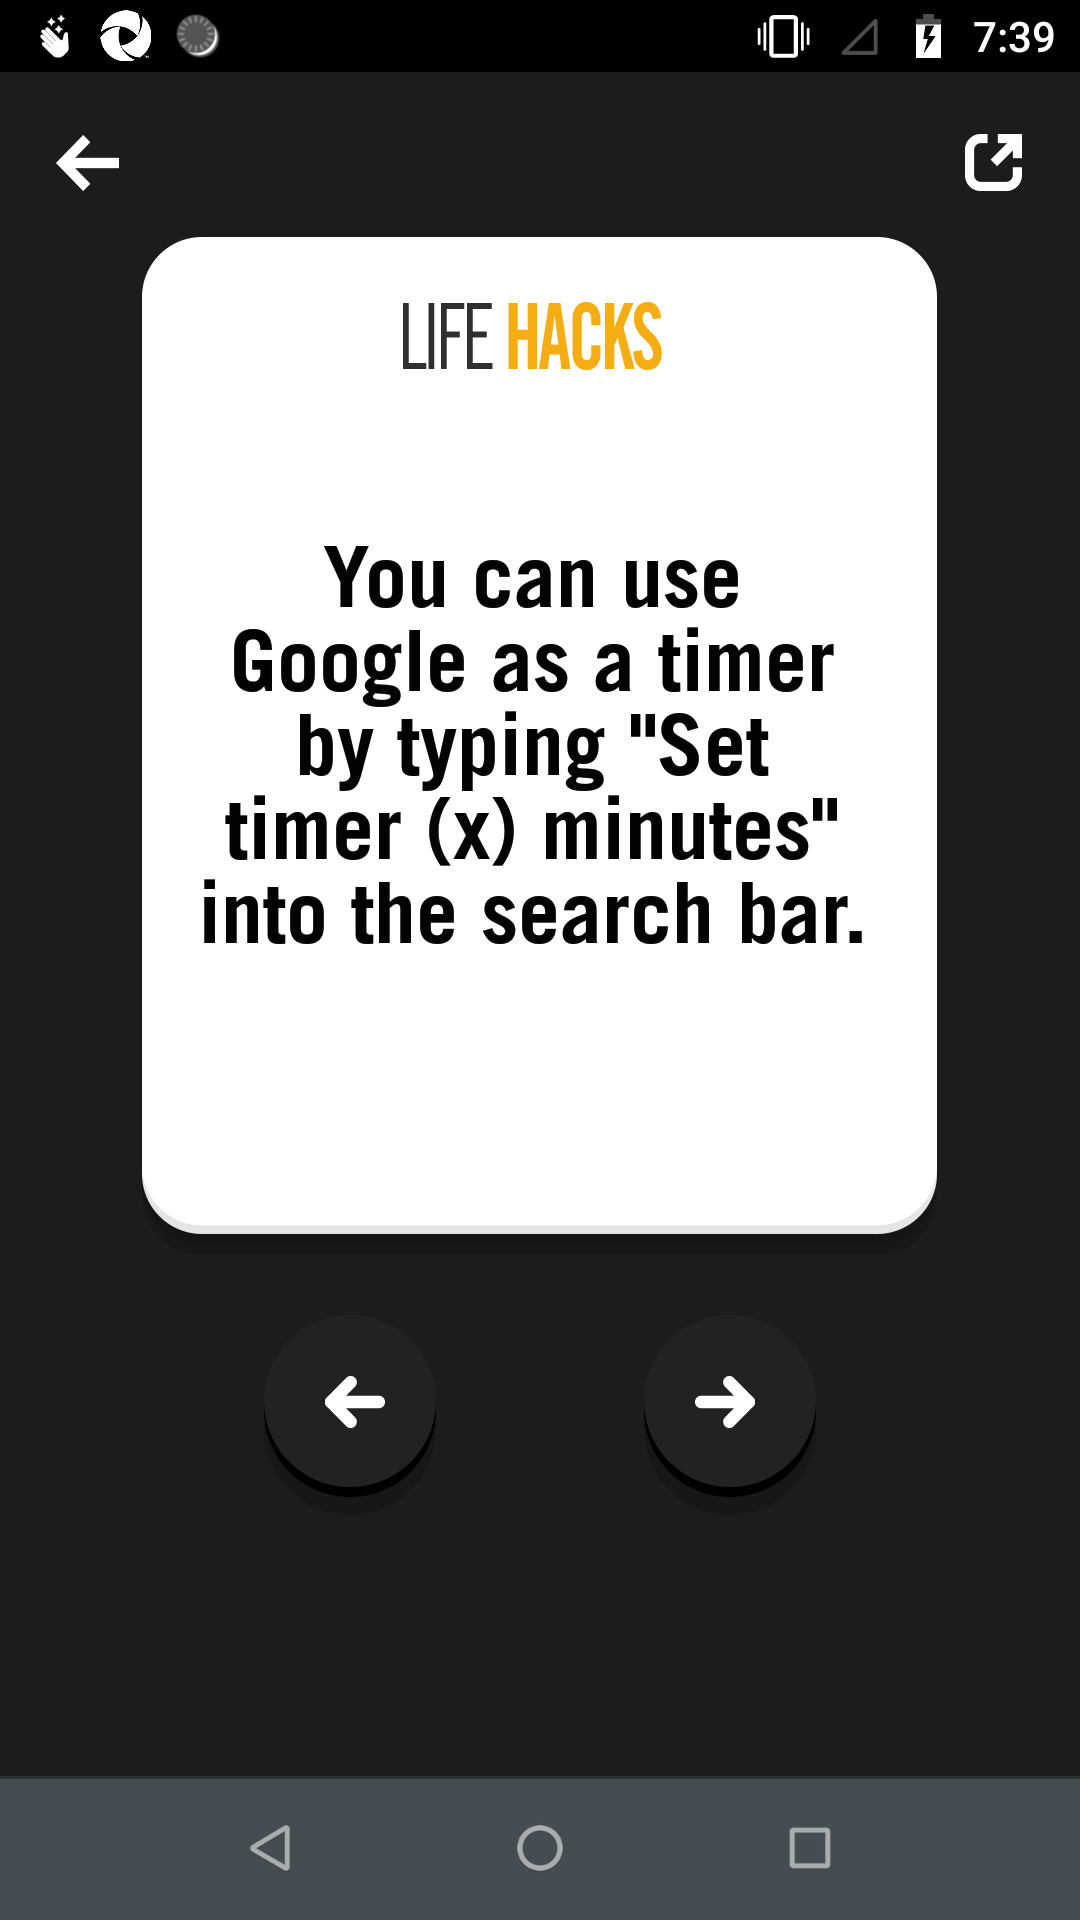 7:39
LIFE HACKS
You can use
Google as a timer
by typing "Set
timer (x) minutes"
into the search bar.